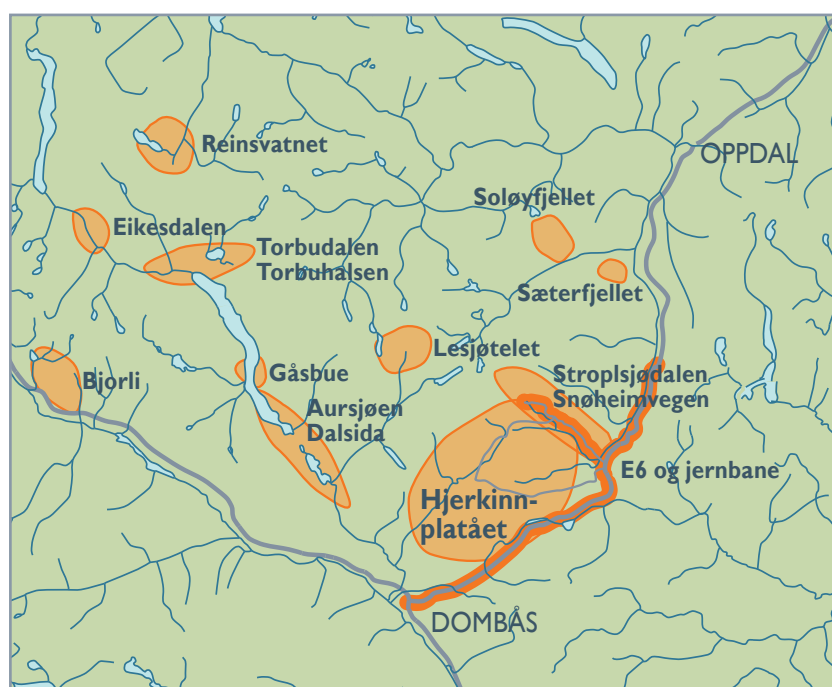 Reinsvatnet
OPPDAL
Soløyfjellet
Eikesdalen
Torbudalen
Torbuhalsen
Sæterfjellet
Lesjøtelet
Bjorli
Gåsbue
Stroplsjødalen
Snøheimvegen
Aursjøen
Dalsida
E6 og jernbane
Hjerkinn-
platået
DOMBÅS